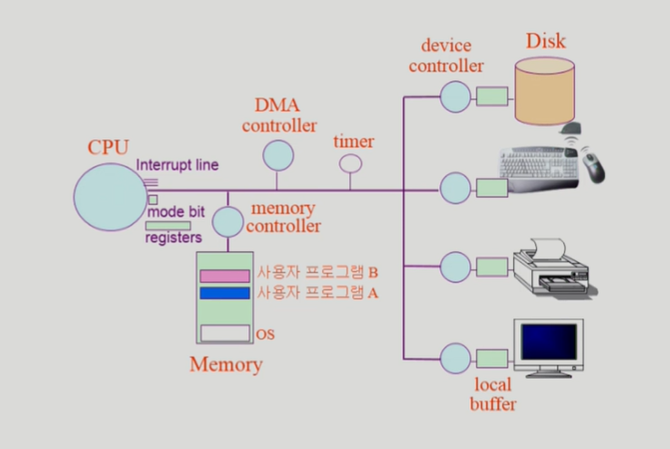 device
controller
Disk
DMA
controller
timer
CPU
Interrupt line
mode bit
registers
memory
controller
사용자 프로그램 B
사용자 프로그램 A
OS
Memory
local
buffer